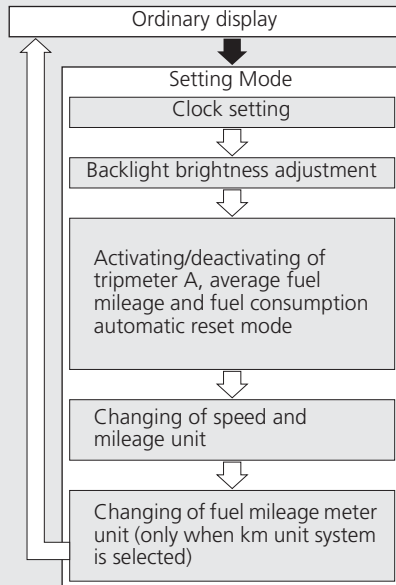 Ordinary display
Setting Mode
Clock setting
Backlight brightness adjustment
Activating/deactivating of
tripmeter A, average fuel
mileage and fuel consumption
automatic reset mode
Changing of speed and
mileage unit
Changing of fuel mileage meter
unit (only when km unit system
is selected)